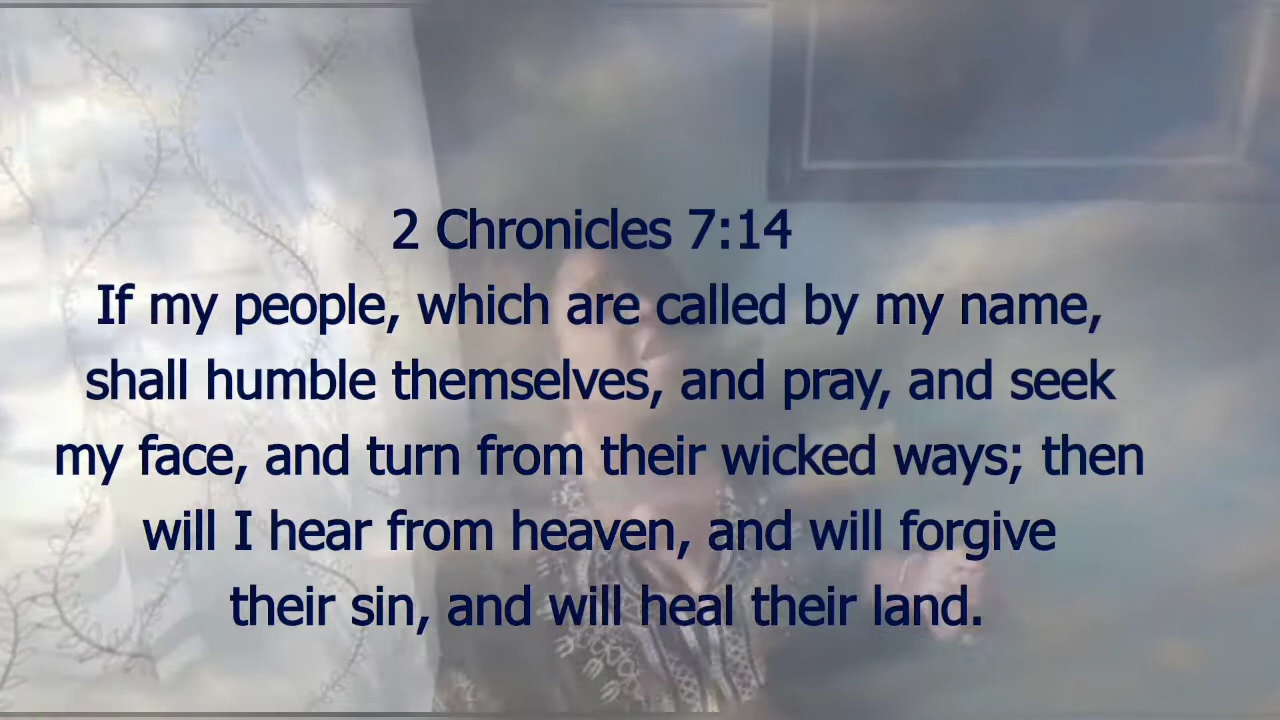 2 Chronicles 7:14
If my people, which are called by my name,
shall humble themselves, and pray, and seek
my face, and turn from their wicked ways; then
will I hear from heaven, and will forgive
their sin, and will heal their land.